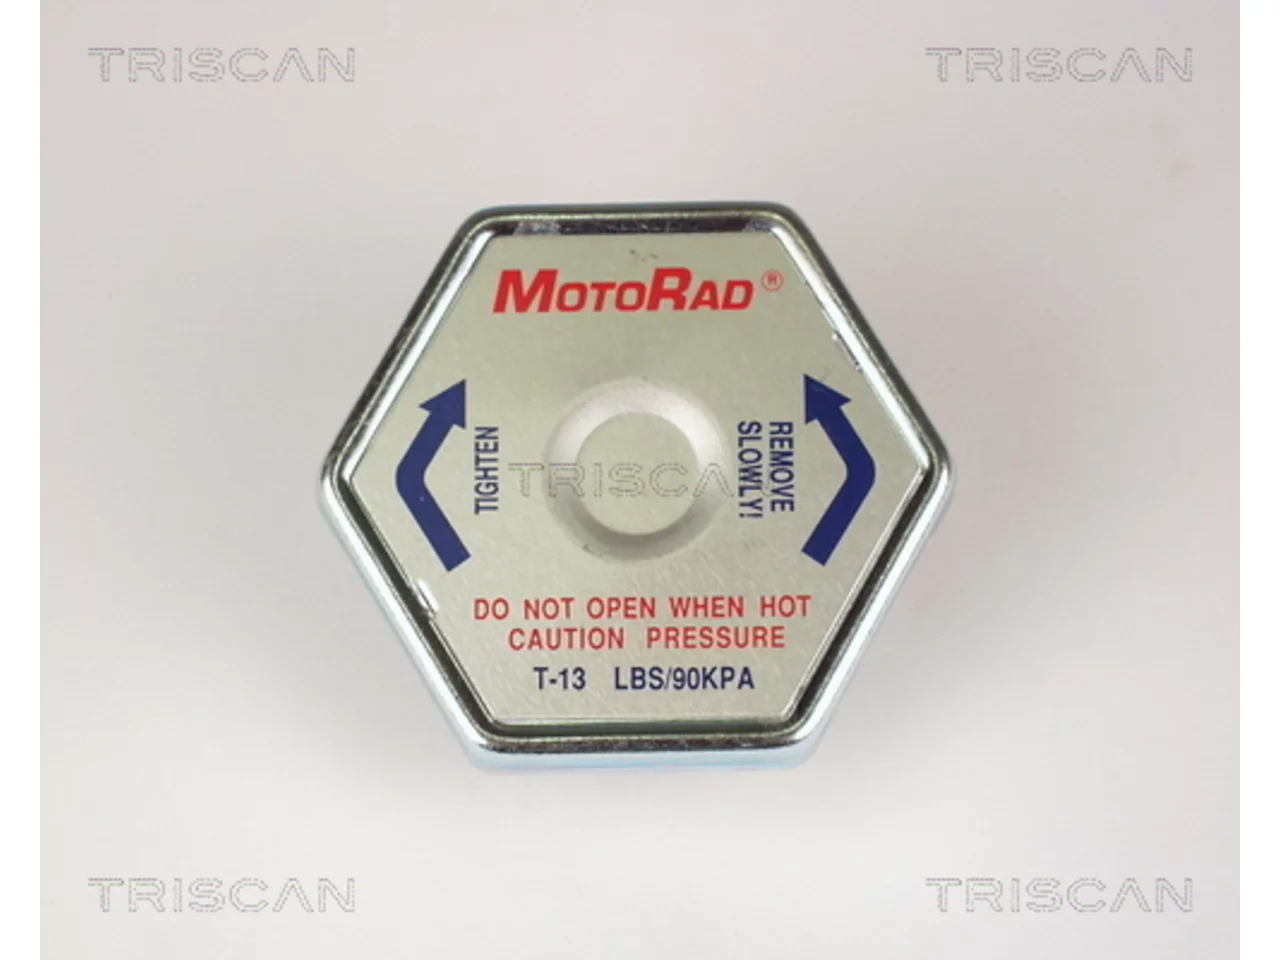 TRISCAN TRISCAN
MOTORAD®
TIGHTEN
REMOVE
SLOWLY!
TRISCAN
DO NOT OPEN WHEN HOT
CAUTION PRESSURE
T-13 LBS/90KPA
TRISCAN TRISCAN